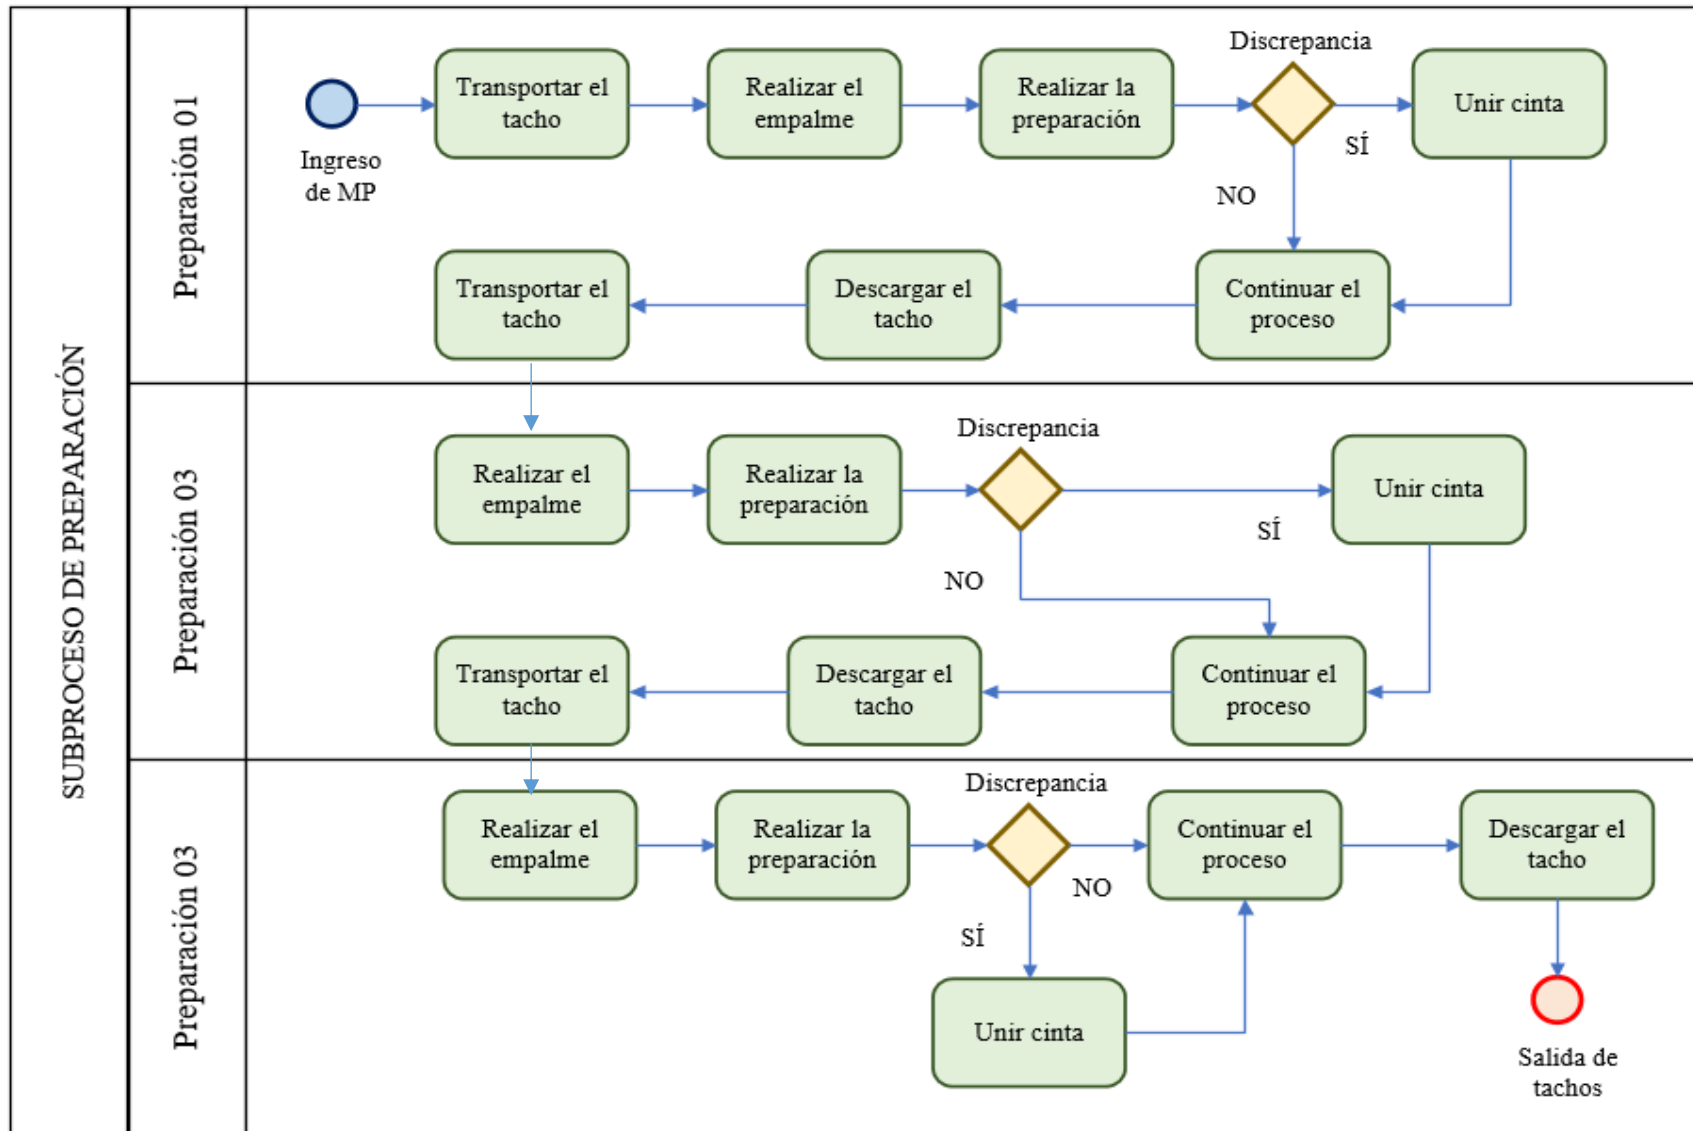 SUBPROCESO DE PREPARACIÓN
Preparación 01
Ingreso
de MP
Transportar el
tacho
Realizar el
empalme
Realizar la
preparación
Discrepancia
SÍ
NO
Unir cinta
Continuar el
proceso
Descargar el
tacho
Transportar el
tacho
Preparación 03
Realizar el
empalme
Realizar la
preparación
Discrepancia
SÍ
NO
Unir cinta
Continuar el
proceso
Descargar el
tacho
Transportar el
tacho
Preparación 03
Realizar el
empalme
Realizar la
preparación
Discrepancia
NO
SÍ
Unir cinta
Continuar el
proceso
Descargar el
tacho
Salida de
tachos